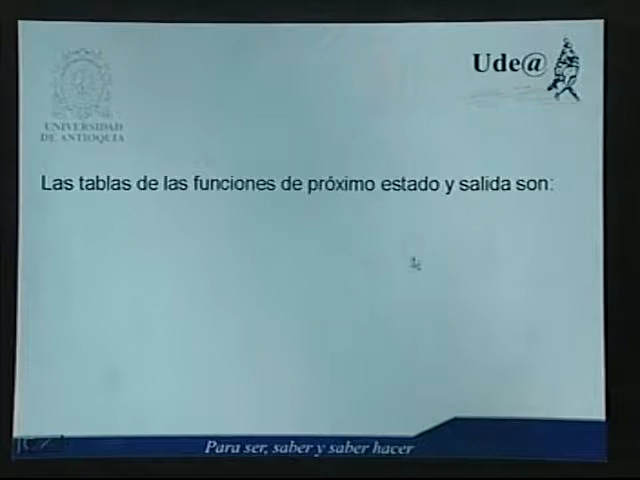 Ude@
UNIVERSIDAD
DE ANTIOQUIA
Las tablas de las funciones de próximo estado y salida son:
Para ser, saber y saber hacer